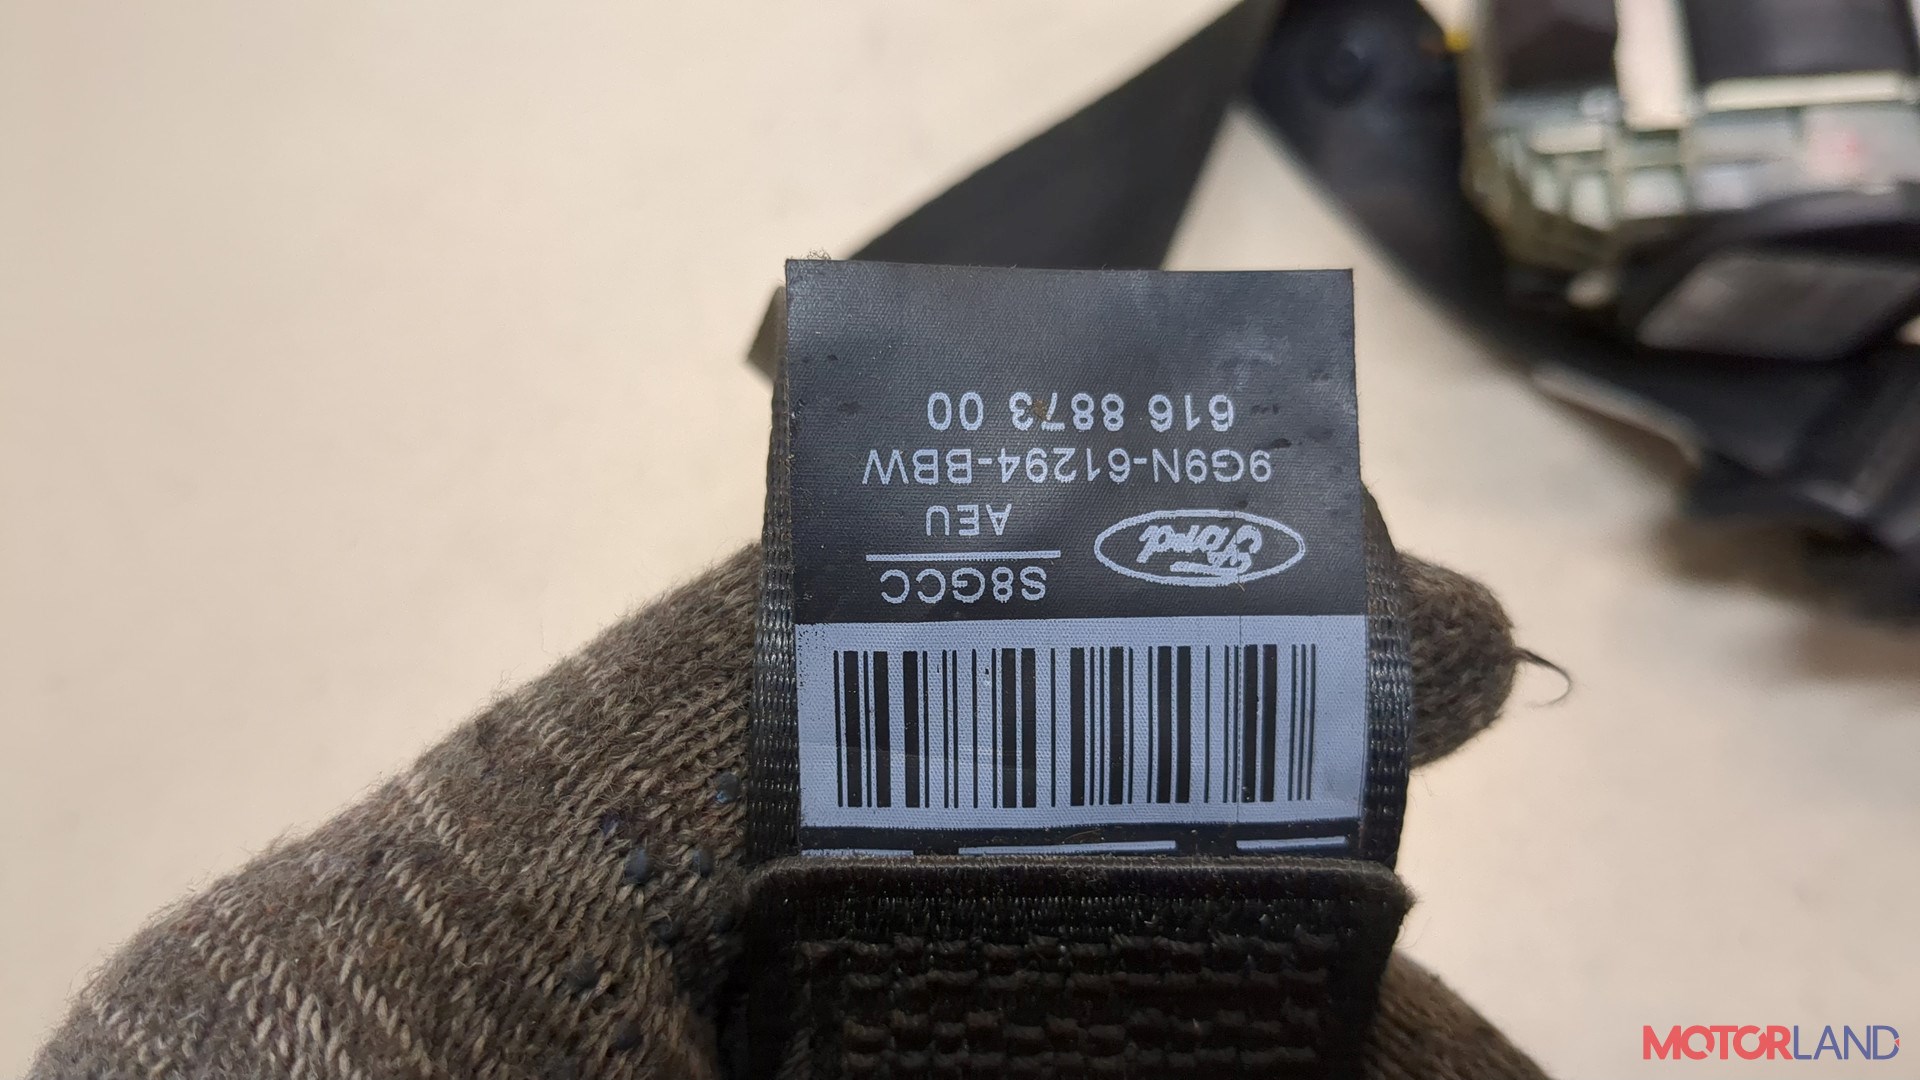 Ford
S8GCC
AEU
9G9N-61294-BBW
616 8873 00
MOTORLAND